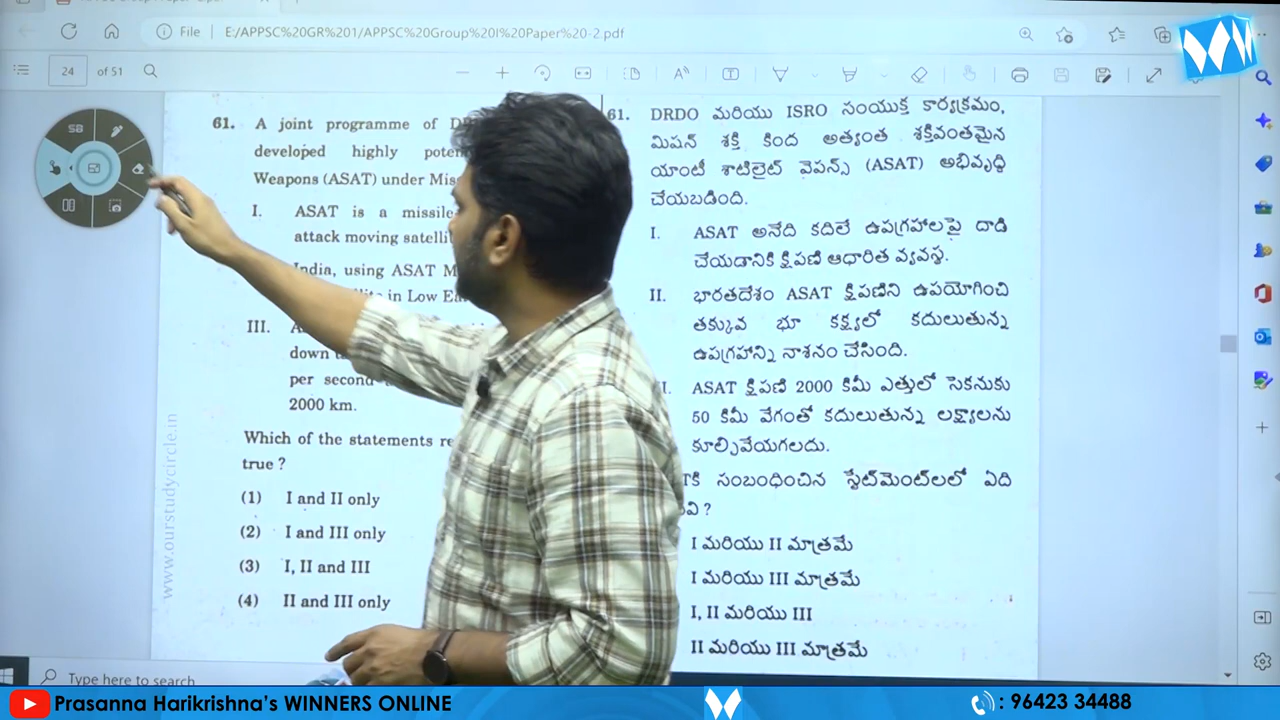 File E:/APPSC%20GR%201/APPSC%20Group%20I%20Paper%20-2.pdf
24 of 51
61. A joint programme of
developed highly
Weapons (ASAT) under
I. ASAT is a missile
attack moving
India, using ASAT
in Low
III.
down
per second
2000 km.
Which of the statements
true ?
(1) I and II only
(2) I and III only
(3) I, II and III
(4) II and III only
61. DRDO మరియు ISRO సంయుక్త కార్యక్రమం,
మిషన్ శక్తి కింద అత్యంత శక్తివంతమైన
యాంటీ శాటిలైట్ వెపన్స్ (ASAT) అభివృద్ధి
చేయబడింది.
I. ASAT అనేది కదిలే ఉపగ్రహాలపై దాడి
చేయడానికి క్షిపణి ఆధారిత వ్యవస్థ.
II. భారతదేశం ASAT క్షిపణిని ఉపయోగించి
తక్కువ భూ కక్ష్యలో కదులుతున్న
ఉపగ్రహాన్ని నాశనం చేసింది.
ASAT క్షిపణి 2000 కిమీ ఎత్తులో సెకనుకు
50 కిమీ వేగంతో కదులుతున్న లక్ష్యాలను
కూల్చివేయగలదు.
సంబంధించిన స్టేట్‌మెంట్‌లలో ఏది
I మరియు II మాత్రమే
I మరియు III మాత్రమే
I, II మరియు III
II మరియు III మాత్రమే
www.ourstudycircle.in
Type here to search
Prasanna Harikrishna's WINNERS ONLINE
: 96423 34488